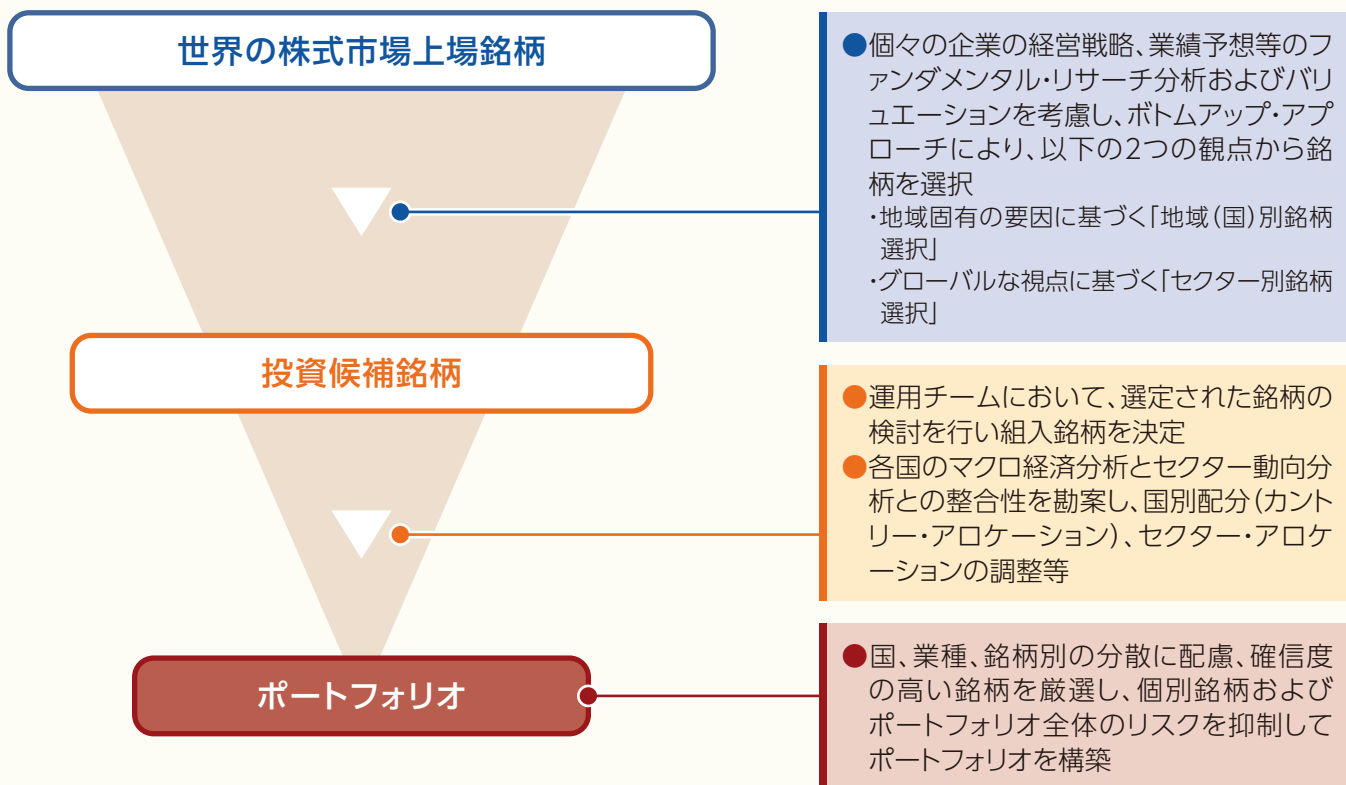 世界の株式市場上場銘柄
●個々の企業の経営戦略、業績予想等のフ
ァンダメンタル・リサーチ分析およびバリ
ュエーションを考慮し、ボトムアップ・アプ
ローチにより、以下の2つの観点から銘
柄を選択
・地域固有の要因に基づく「地域(国)別銘柄
選択」
・グローバルな視点に基づく「セクター別銘柄
選択」
投資候補銘柄
●運用チームにおいて、選定された銘柄の
検討を行い組入銘柄を決定
●各国のマクロ経済分析とセクター動向分
析との整合性を勘案し、国別配分(カント
リー・アロケーション)、セクター・アロケ
ーションの調整等
ポートフォリオ
●国、業種、銘柄別の分散に配慮、確信度
の高い銘柄を厳選し、個別銘柄および
ポートフォリオ全体のリスクを抑制して
ポートフォリオを構築